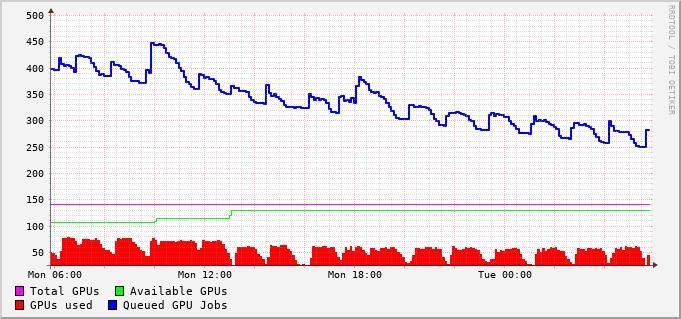 500
450
400
350
300
250
200
150
100
50
Mon 06:00 Mon 12:00 Mon 18:00 Tue 00:00
Total GPUs Available GPUs
GPUs used Queued GPU Jobs
RRDTOOL / TOBI OETIKER